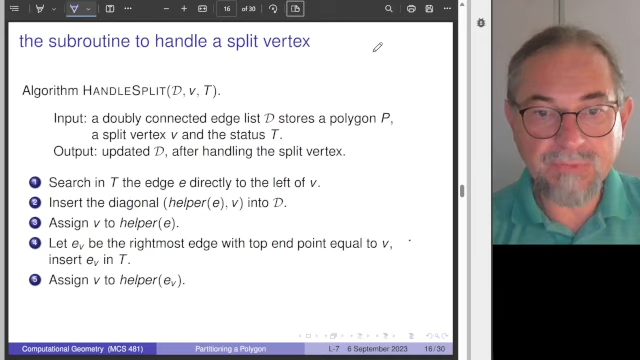 16 of 30
the subroutine to handle a split vertex
Algorithm HANDLESPLIT(𝒟, v, T).
Input: a doubly connected edge list 𝒟 stores a polygon P,
a split vertex v and the status T.
Output: updated 𝒟, after handling the split vertex.
1 Search in T the edge e directly to the left of v.
2 Insert the diagonal (helper(e), v) into 𝒟.
3 Assign v to helper(e).
4 Let eᵥ be the rightmost edge with top end point equal to v,
insert eᵥ in T.
5 Assign v to helper(eᵥ).
Computational Geometry (MCS 481) Partitioning a Polygon L-7 6 September 2023 16 / 30